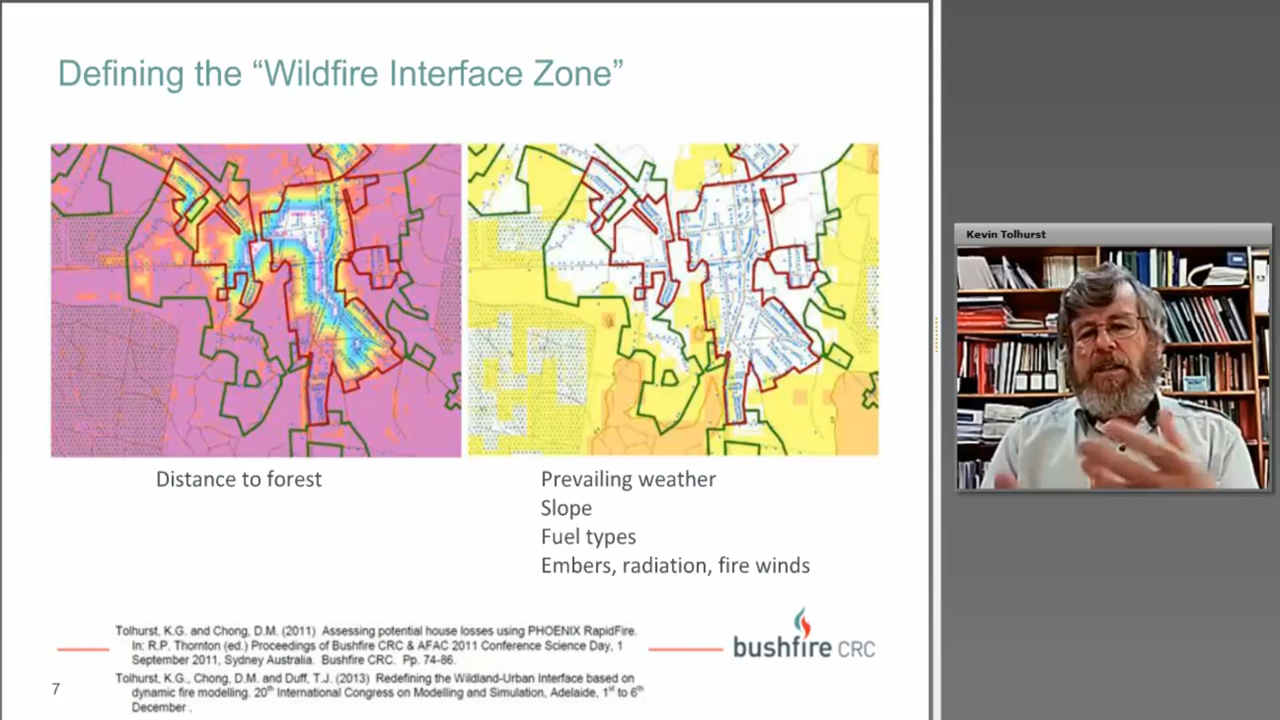 Defining the “Wildfire Interface Zone”
Kevin Tolhurst
Distance to forest
Prevailing weather
Slope
Fuel types
Embers, radiation, fire winds
Tolhurst, K.G. and Chong, D.M. (2011) Assessing potential house losses using PHOENIX RapidFire.
In: R.P. Thornton (ed.) Proceedings of Bushfire CRC & AFAC 2011 Conference Science Day, 1
September 2011, Sydney Australia. Bushfire CRC. Pp. 74-86.
Tolhurst, K.G., Chong, D.M. and Duff, T.J. (2013) Redefining the Wildland-Urban Interface based on
dynamic fire modelling. 20th International Congress on Modelling and Simulation, Adelaide, 1st to 6th
December .
bushfire CRC
7